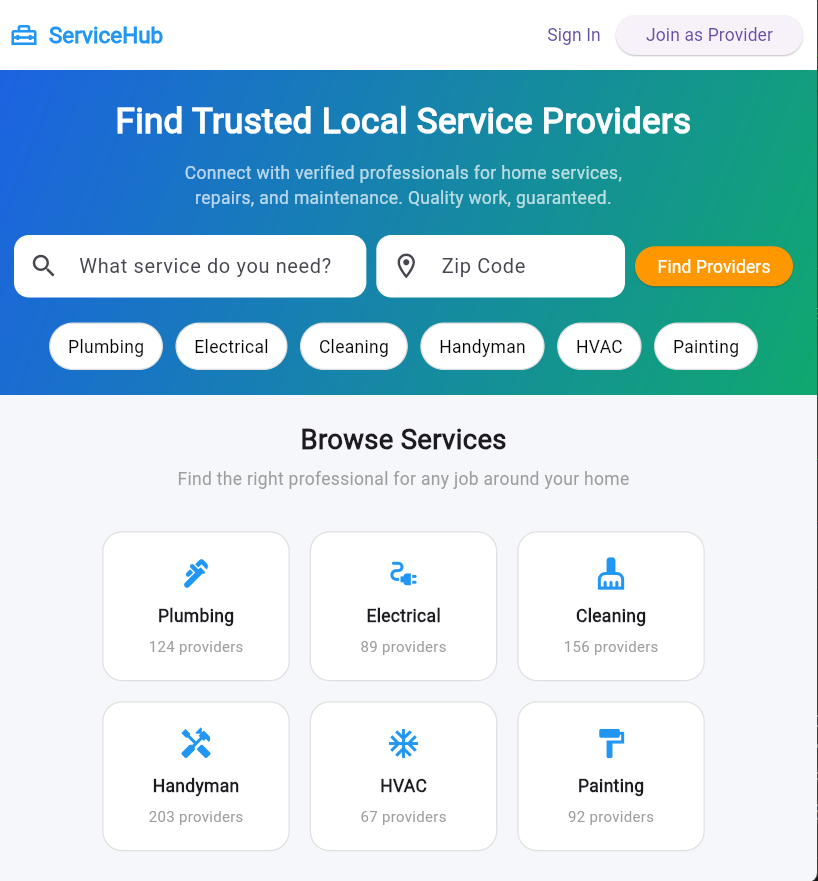 ServiceHub
Sign In
Join as Provider
Find Trusted Local Service Providers
Connect with verified professionals for home services,
repairs, and maintenance. Quality work, guaranteed.
What service do you need?
Zip Code
Find Providers
Plumbing
Electrical
Cleaning
Handyman
HVAC
Painting
Browse Services
Find the right professional for any job around your home
Plumbing
124 providers
Electrical
89 providers
Cleaning
156 providers
Handyman
203 providers
HVAC
67 providers
Painting
92 providers